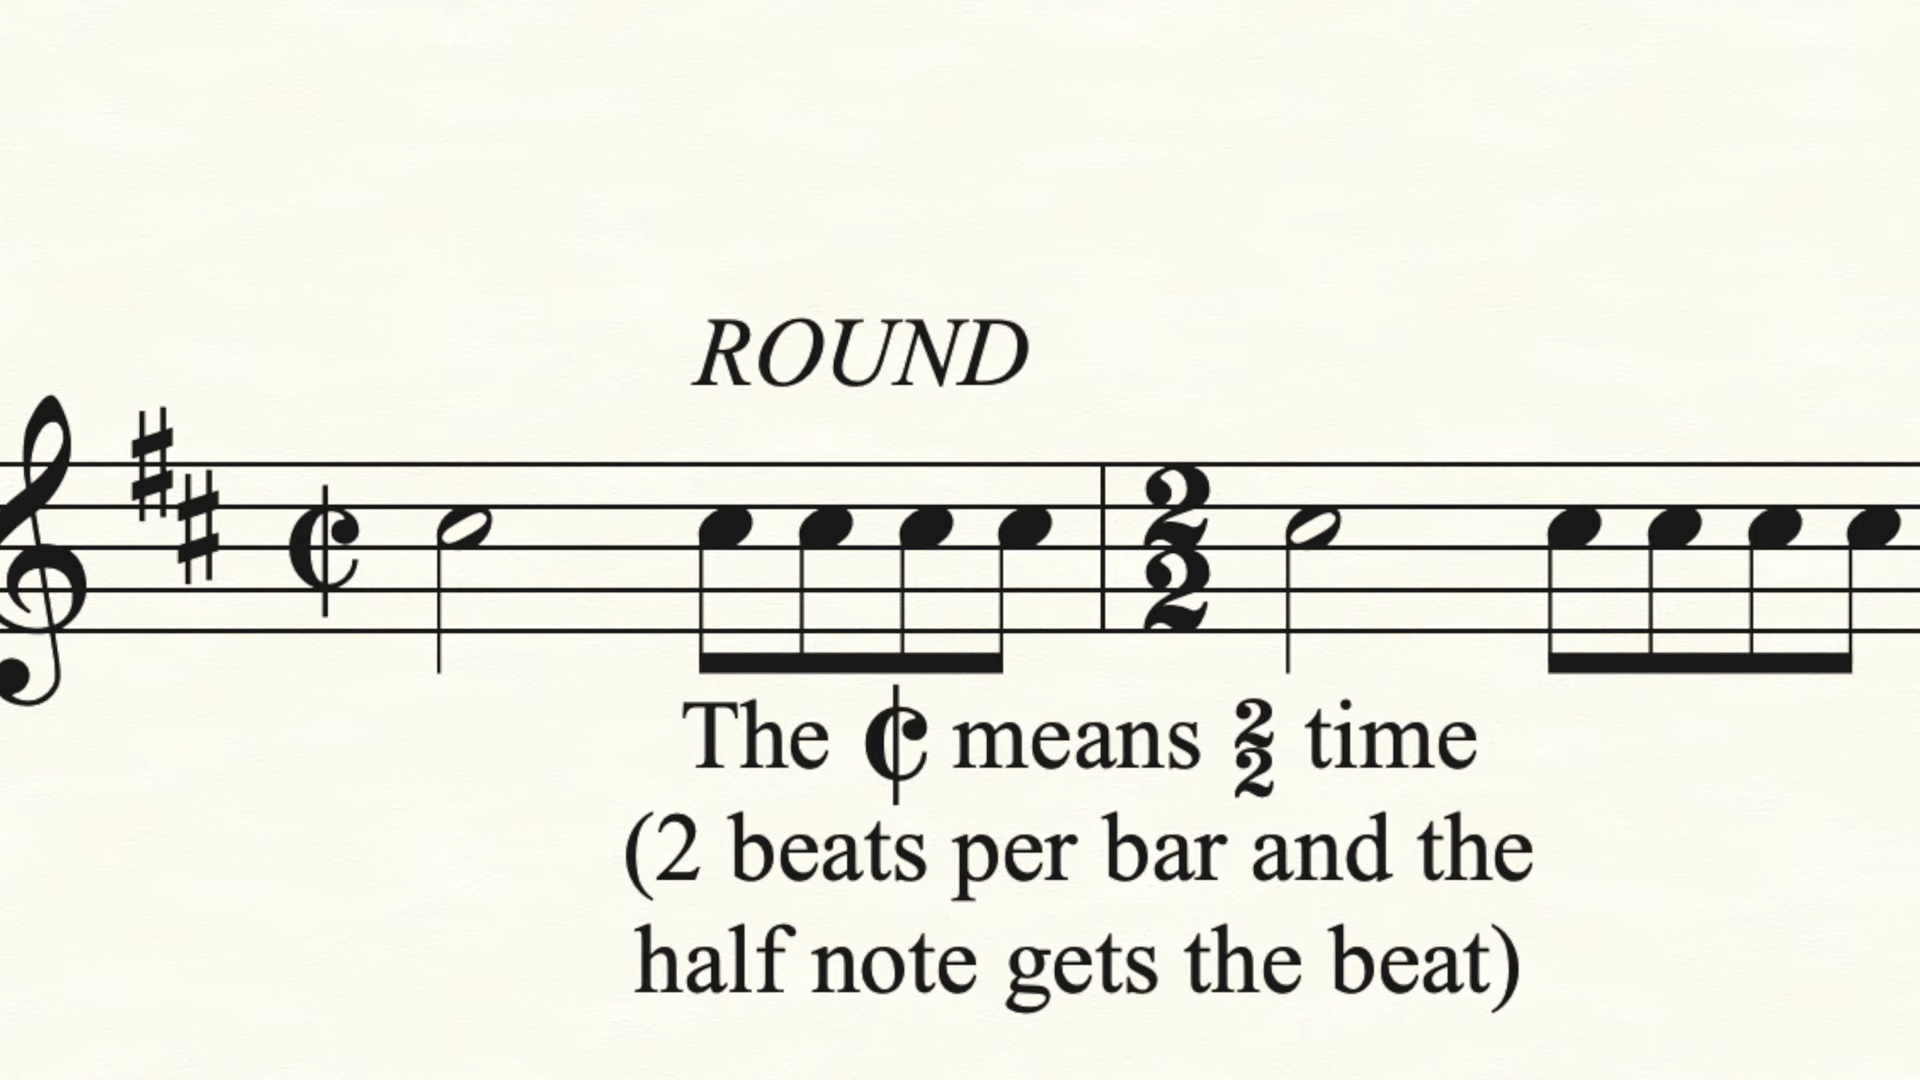 ROUND
The 𝄵 means 2/2 time
(2 beats per bar and the
half note gets the beat)